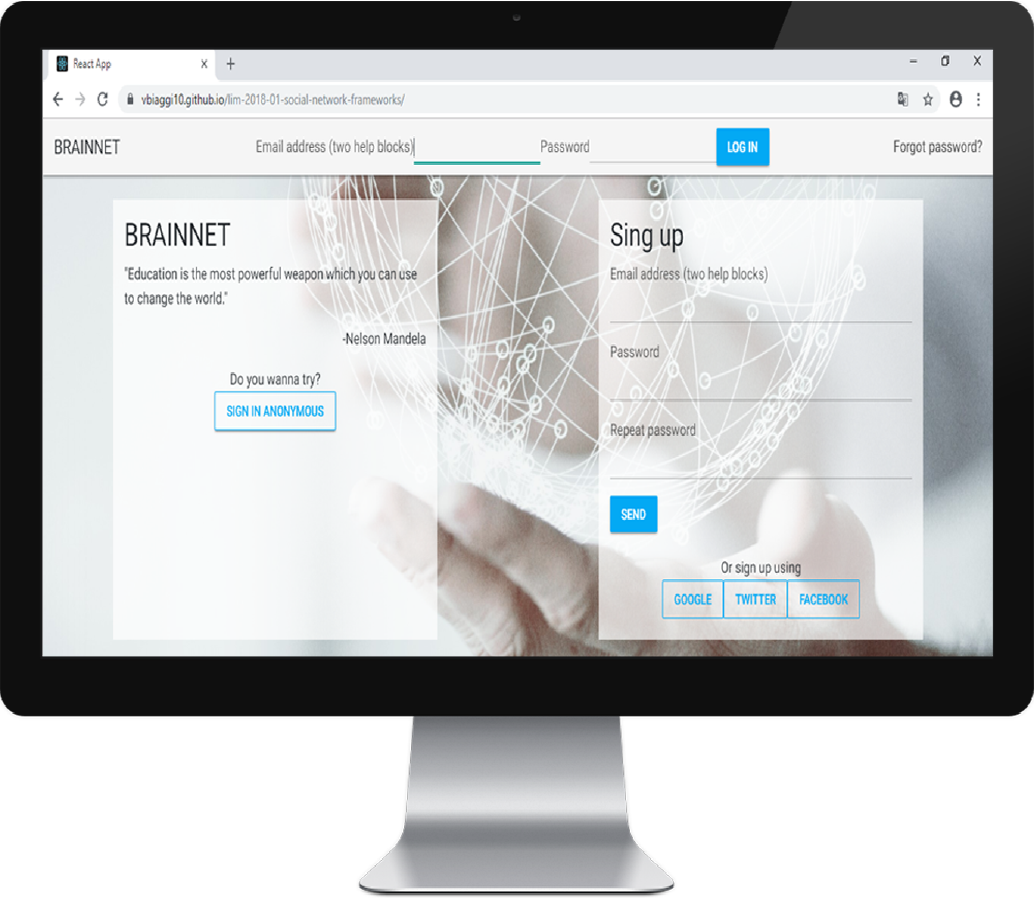 React App
vbiaggi10.github.io/lim-2018-01-social-network-frameworks/
BRAINNET Email address (two help blocks) Password LOG IN Forgot password?
BRAINNET
"Education is the most powerful weapon which you can use
to change the world."
-Nelson Mandela
Do you wanna try?
SIGN IN ANONYMOUS
Sing up
Email address (two help blocks)
Password
Repeat password
SEND
Or sign up using
GOOGLE TWITTER FACEBOOK